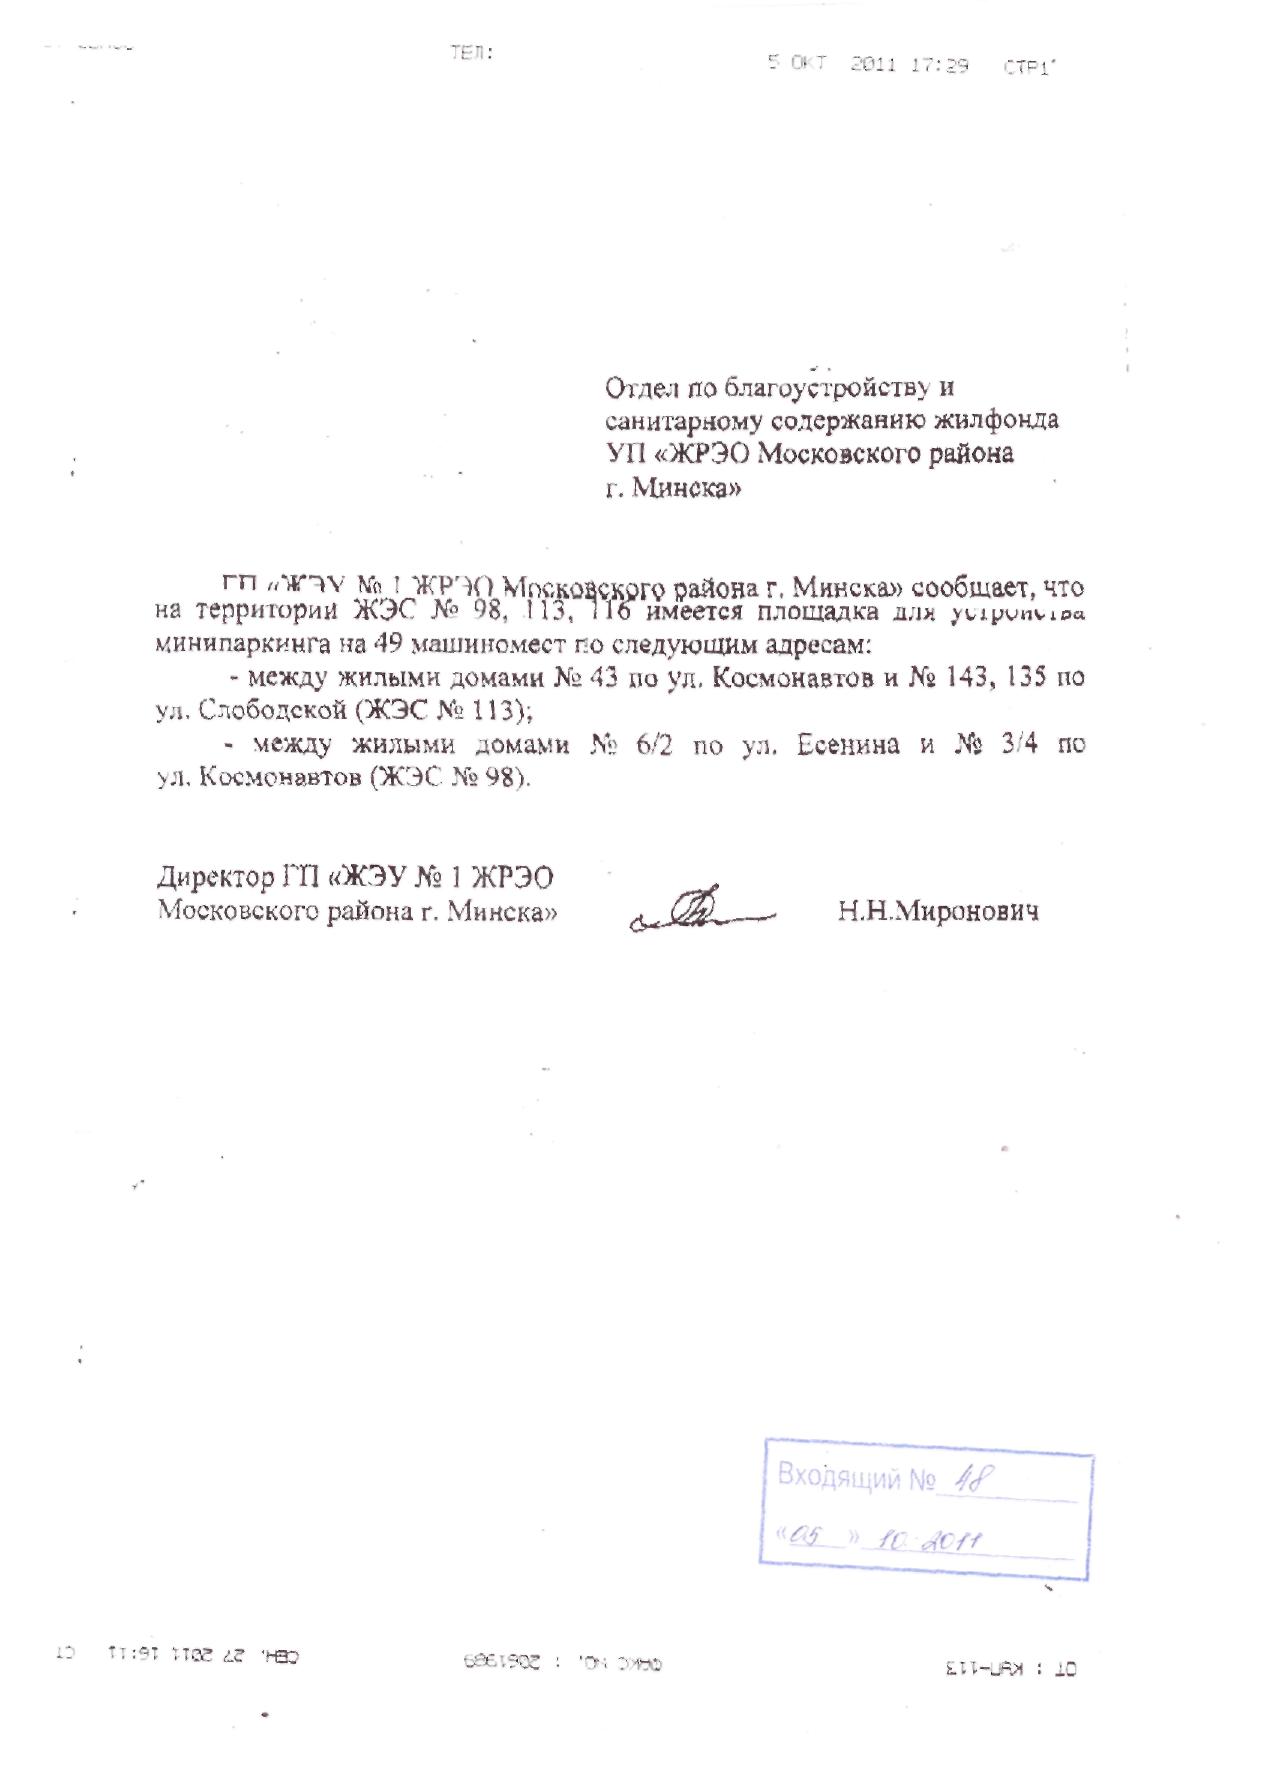 ТЕЛ:
5 ОКТ 2011 17:29 СТР1
Отдел по благоустройству и
санитарному содержанию жилфонда
УП «ЖРЭО Московского района
г. Минска»
ГП «ЖЭУ № 1 ЖРЭО Московского района г. Минска» сообщает, что
на территории ЖЭС № 98, 113, 116 имеется площадка для устройства
минипаркинга на 49 машиномест по следующим адресам:
- между жилыми домами № 43 по ул. Космонавтов и № 143, 135 по
ул. Слободской (ЖЭС № 113);
- между жилыми домами № 6/2 по ул. Есенина и № 3/4 по
ул. Космонавтов (ЖЭС № 98).
Директор ГП «ЖЭУ № 1 ЖРЭО
Московского района г. Минска» Н.Н.Миронович
Входящий № 48
«05» 10.2011
ОТ : КАП-113 ФАКС НО. : 2061989 СЕН. 27 2011 16:11 СТ